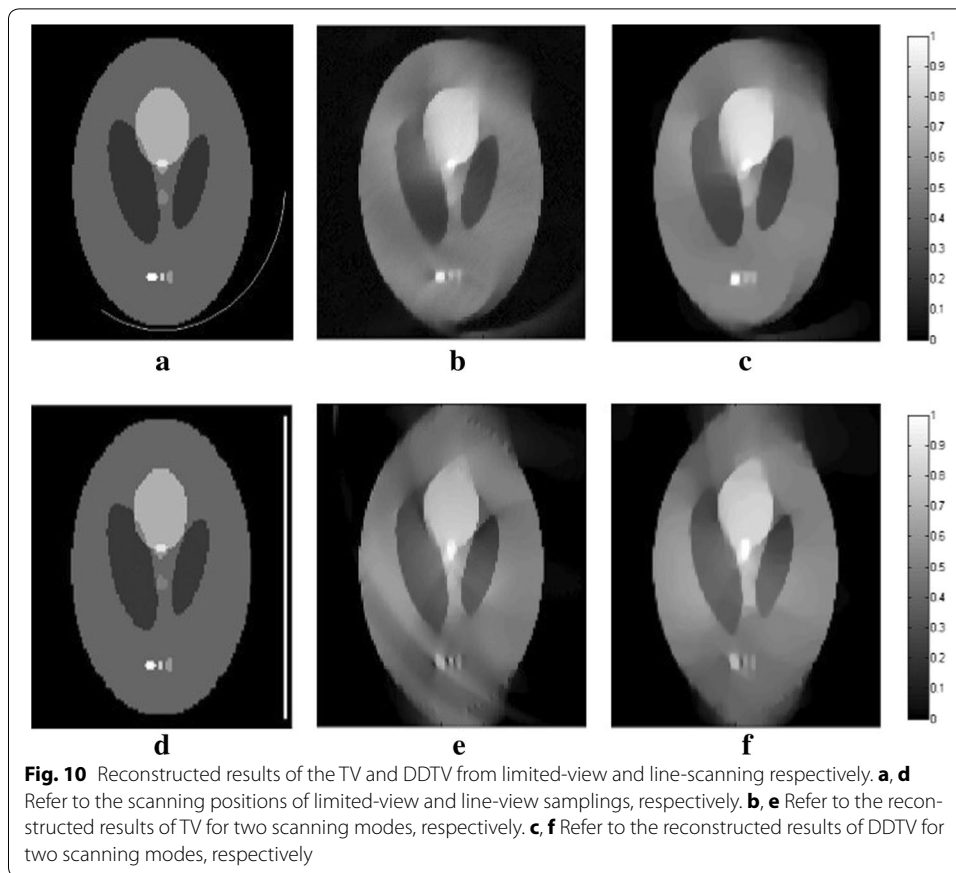 1
0.9
0.8
0.7
0.6
0.5
0.4
0.3
0.2
0.1
0
a
b
c
1
0.9
0.8
0.7
0.6
0.5
0.4
0.3
0.2
0.1
0
d
e
f
Fig. 10 Reconstructed results of the TV and DDTV from limited-view and line-scanning respectively. a, d
Refer to the scanning positions of limited-view and line-view samplings, respectively. b, e Refer to the recon-
structed results of TV for two scanning modes, respectively. c, f Refer to the reconstructed results of DDTV for
two scanning modes, respectively